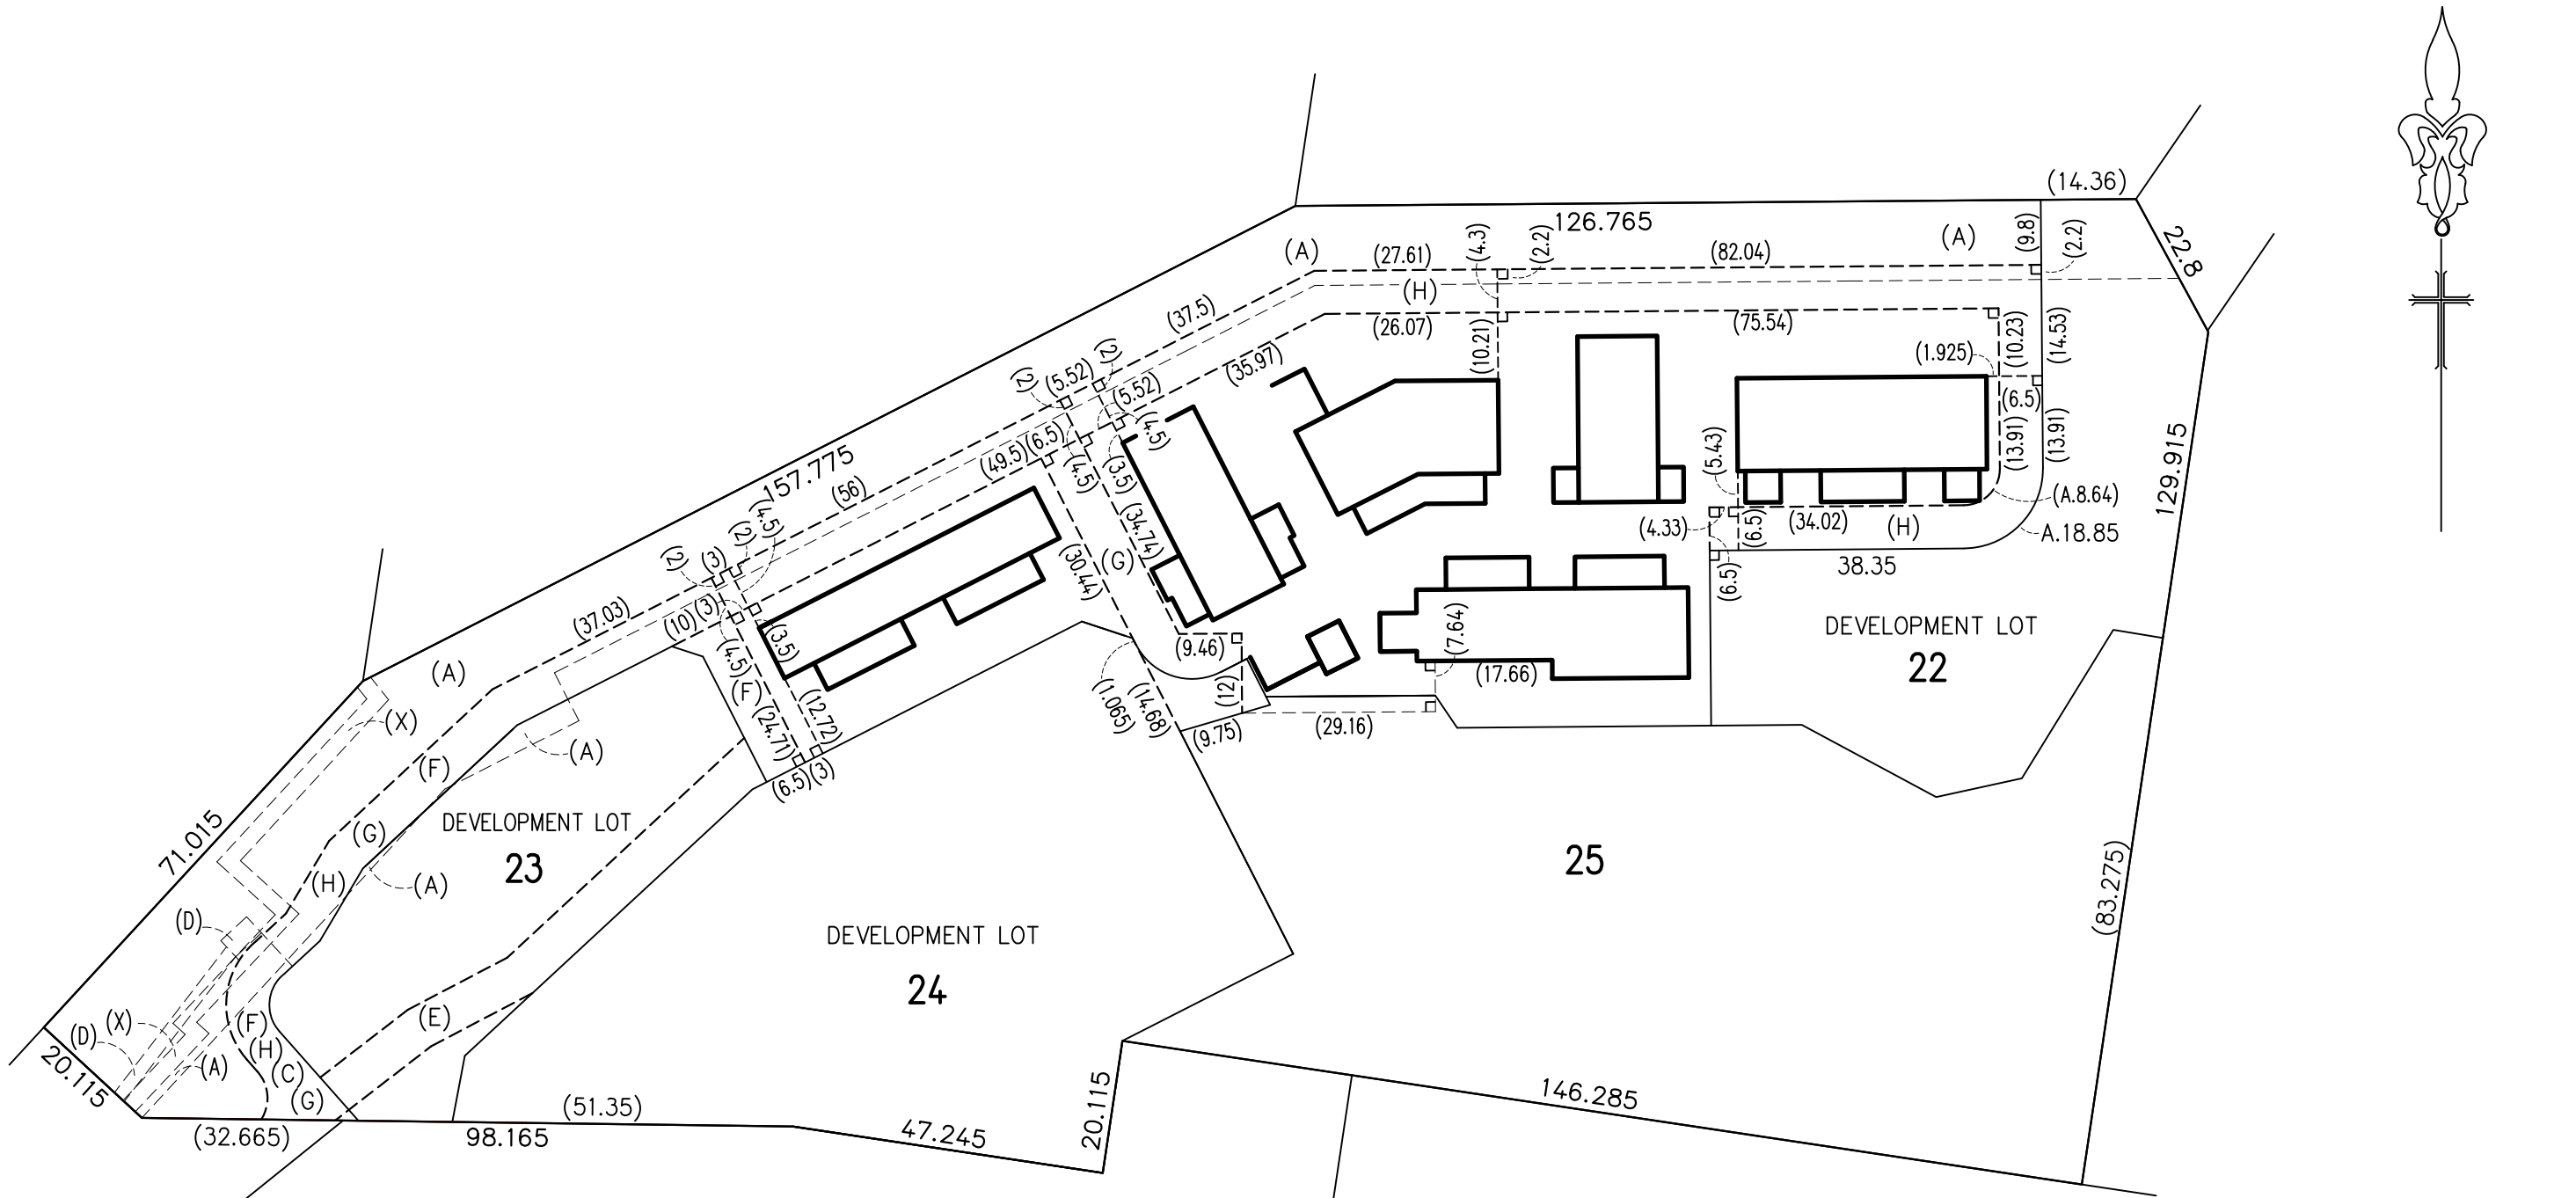 (14.36)
126.765
22.8
(A)
(27.61)
(4.3)
(2.2)
(82.04)
(A)
(9.8)
(2.2)
(H)
(37.5)
(26.07)
(75.54)
(10.21)
(10.23)
(14.53)
(1.925)
(2)
(5.52)
(2)
(35.97)
(5.52)
(4.5)
(6.5)
(49.5)
(6.5)
(4.5)
(3.5)
(5.43)
(13.91)
(13.91)
129.915
157.775
(56)
(4.5)
(2)
(3)
(2)
(A.8.64)
A.18.85
(4.33)
(6.5)
(34.02)
(H)
38.35
(34.74)
(G)
(30.44)
(6.5)
(37.03)
(10)
(3)
(3.5)
(4.5)
(F)
(24.71)
(12.72)
(6.5)
(3)
(9.46)
(7.64)
(17.66)
(12)
(1.065)
(14.68)
(9.75)
(29.16)
DEVELOPMENT LOT
22
(A)
(X)
(A)
(F)
(G)
(H)
(A)
DEVELOPMENT LOT
23
71.015
25
(83.275)
(D)
DEVELOPMENT LOT
24
(D)
(X)
(A)
(F)
(H)
(C)
(G)
(E)
20.115
(51.35)
(32.665)
98.165
47.245
20.115
146.285